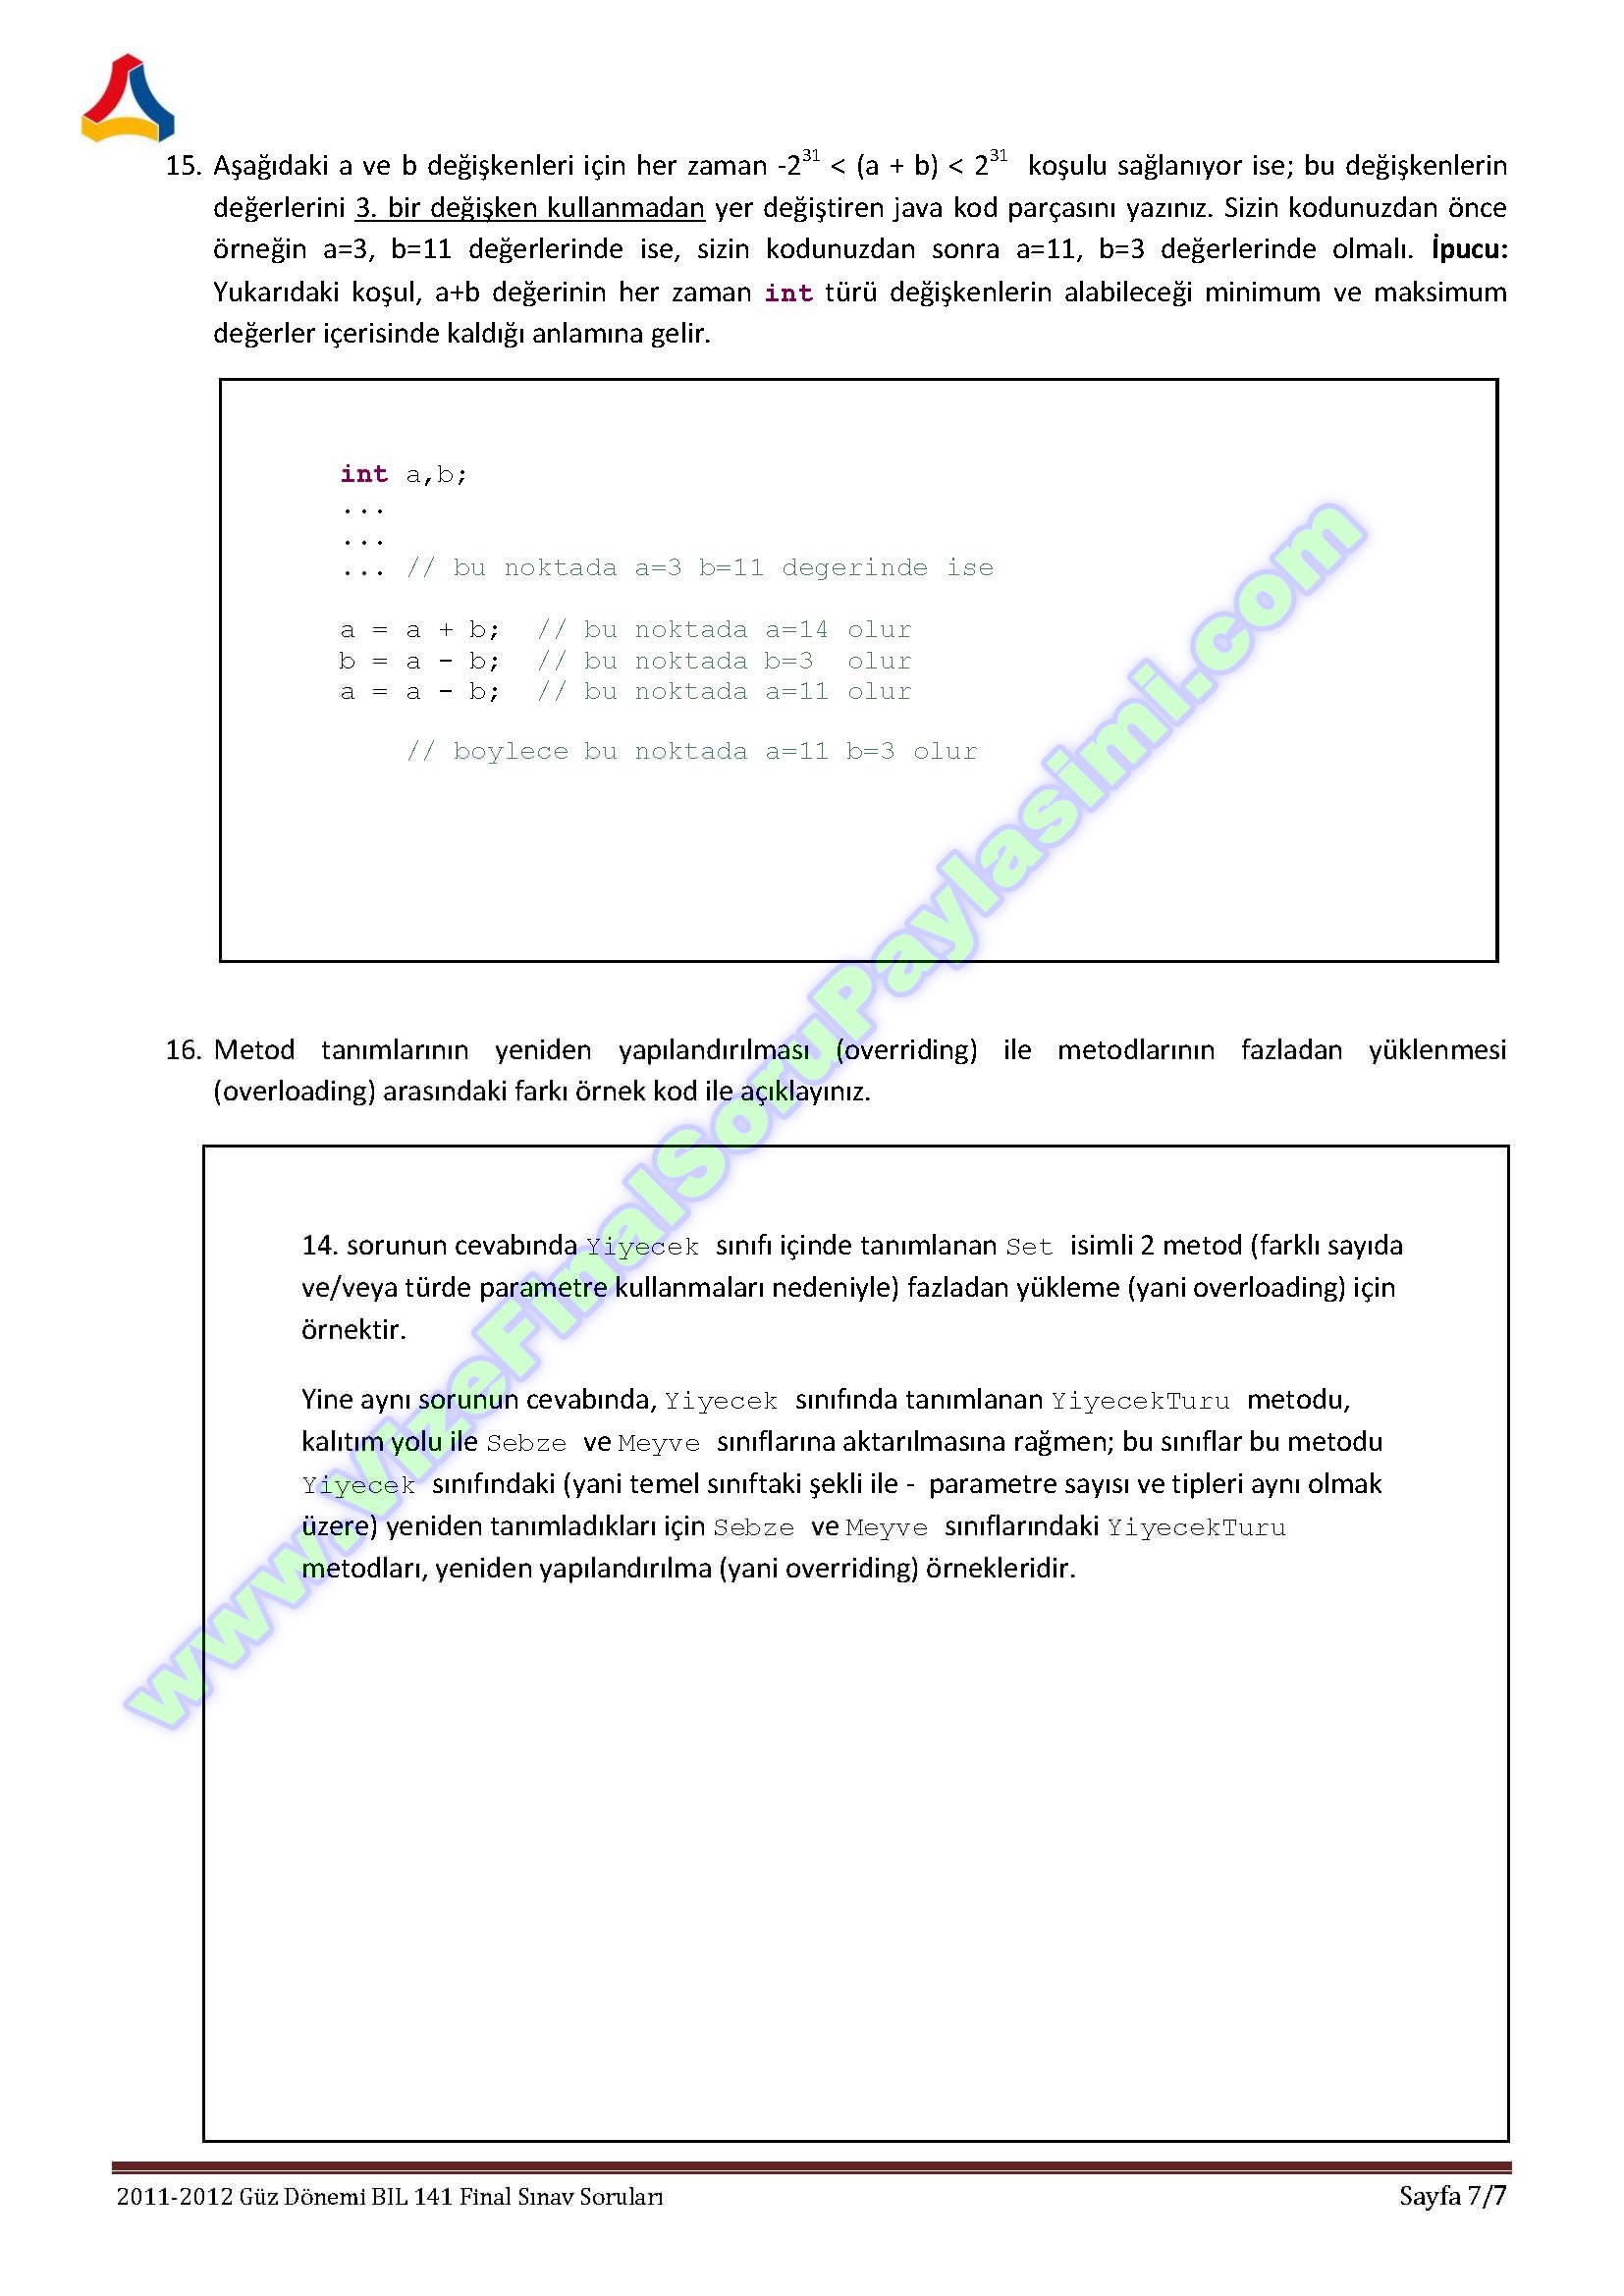 15. Aşağıdaki a ve b değişkenleri için her zaman -2³¹ < (a + b) < 2³¹ koşulu sağlanıyor ise; bu değişkenlerin
değerlerini 3. bir değişken kullanmadan yer değiştiren java kod parçasını yazınız. Sizin kodunuzdan önce
örneğin a=3, b=11 değerlerinde ise, sizin kodunuzdan sonra a=11, b=3 değerlerinde olmalı. İpucu:
Yukarıdaki koşul, a+b değerinin her zaman int türü değişkenlerin alabileceği minimum ve maksimum
değerler içerisinde kaldığı anlamına gelir.
int a,b;
...
...
... // bu noktada a=3 b=11 degerinde ise
a = a + b; // bu noktada a=14 olur
b = a - b; // bu noktada b=3 olur
a = a - b; // bu noktada a=11 olur
// boylece bu noktada a=11 b=3 olur
16. Metod tanımlarının yeniden yapılandırılması (overriding) ile metodlarının fazladan yüklenmesi
(overloading) arasındaki farkı örnek kod ile açıklayınız.
14. sorunun cevabında Yiyecek sınıfı içinde tanımlanan Set isimli 2 metod (farklı sayıda
ve/veya türde parametre kullanmaları nedeniyle) fazladan yükleme (yani overloading) için
örnektir.
Yine aynı sorunun cevabında, Yiyecek sınıfında tanımlanan YiyecekTuru metodu,
kalıtım yolu ile Sebze ve Meyve sınıflarına aktarılmasına rağmen; bu sınıflar bu metodu
Yiyecek sınıfındaki (yani temel sınıftaki şekli ile - parametre sayısı ve tipleri aynı olmak
üzere) yeniden tanımladıkları için Sebze ve Meyve sınıflarındaki YiyecekTuru
metodları, yeniden yapılandırılma (yani overriding) örnekleridir.
www.VizeFinalSoruPaylasimi.com
2011-2012 Güz Dönemi BIL 141 Final Sınav Soruları
Sayfa 7/7